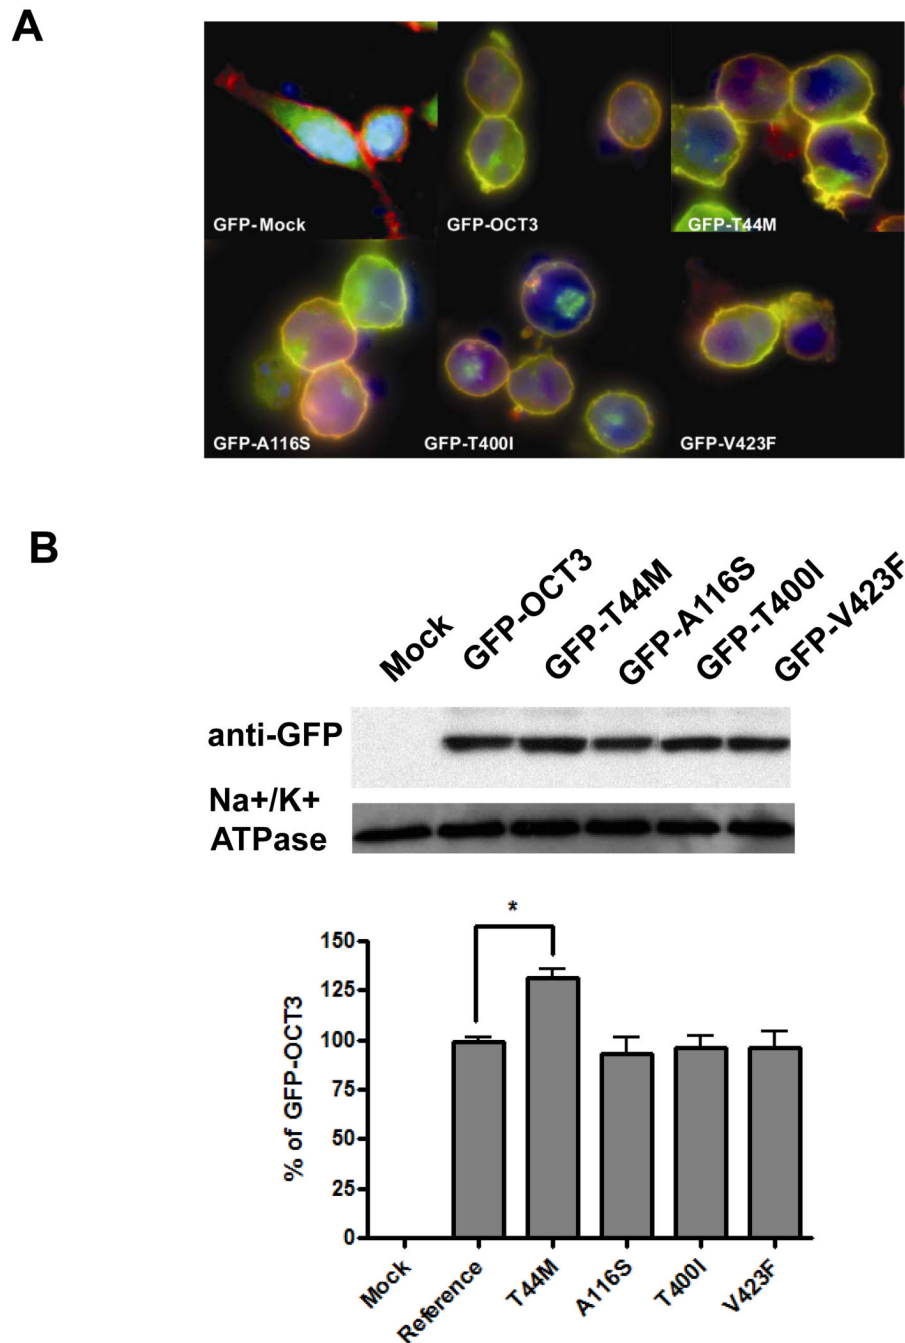 A
GFP-Mock
GFP-OCT3
GFP-T44M
GFP-A116S
GFP-T400I
GFP-V423F
B
Mock
GFP-OCT3
GFP-T44M
GFP-A116S
GFP-T400I
GFP-V423F
anti-GFP
Na+/K+
ATPase
*
% of GFP-OCT3
150
125
100
75
50
25
0
Mock
Reference
T44M
A116S
T400I
V423F